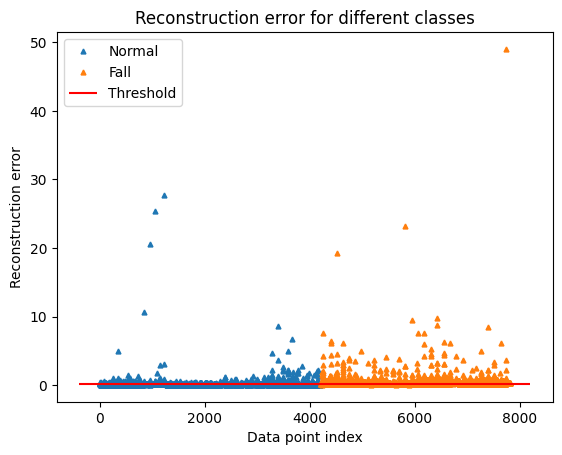 Reconstruction error for different classes
Normal
Fall
Threshold
Reconstruction error
50
40
30
20
10
0
0 2000 4000 6000 8000
Data point index